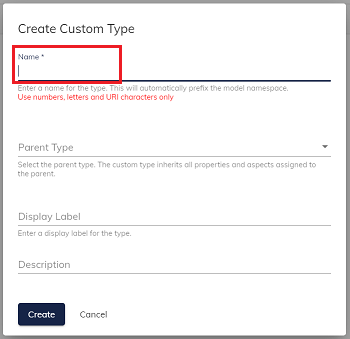 Create Custom Type
Name *
Enter a name for the type. This will automatically prefix the model namespace.
Use numbers, letters and URI characters only
Parent Type
Select the parent type. The custom type inherits all properties and aspects assigned to
the parent.
Display Label
Enter a display label for the type.
Description
Create
Cancel